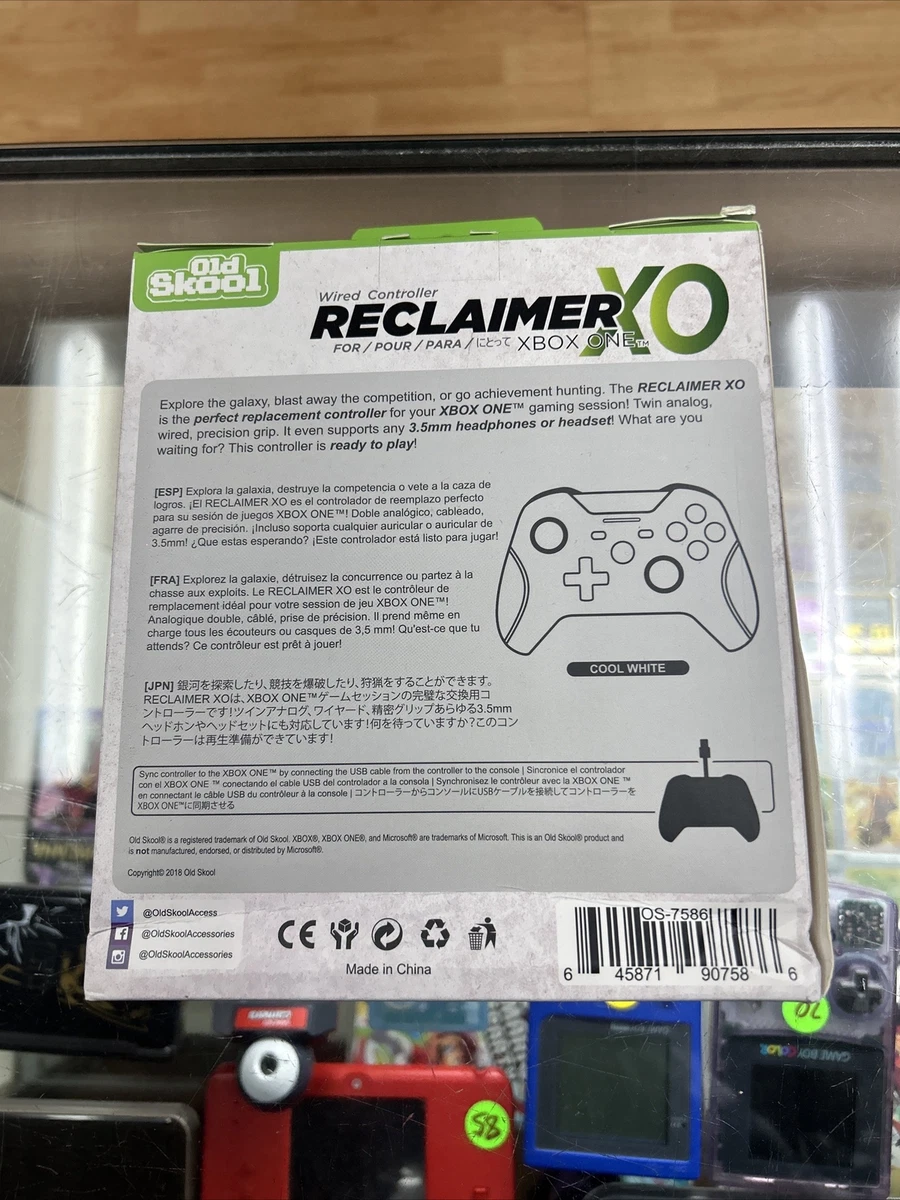 Old
Skool
Wired Controller
RECLAIMER XO
FOR / POUR / PARA / にとって XBOX ONE™
Explore the galaxy, blast away the competition, or go achievement hunting. The RECLAIMER XO
is the perfect replacement controller for your XBOX ONE™ gaming session! Twin analog,
wired, precision grip. It even supports any 3.5mm headphones or headset! What are you
waiting for? This controller is ready to play!
[ESP] Explora la galaxia, destruye la competencia o vete a la caza de
logros. ¡El RECLAIMER XO es el controlador de reemplazo perfecto
para su sesión de juegos XBOX ONE™! Doble analógico, cableado,
agarre de precisión. ¡Incluso soporta cualquier auricular o auricular de
3.5mm! ¿Que estas esperando? ¡Este controlador está listo para jugar!
[FRA] Explorez la galaxie, détruisez la concurrence ou partez à la
chasse aux exploits. Le RECLAIMER XO est le contrôleur de
remplacement idéal pour votre session de jeu XBOX ONE™!
Analogique double, câblé, prise de précision. Il prend même en
charge tous les écouteurs ou casques de 3,5 mm! Qu'est-ce que tu
attends? Ce contrôleur est prêt à jouer!
COOL WHITE
[JPN] 銀河を探索したり、競技を爆破したり、狩猟をすることができます。
RECLAIMER XOは、XBOX ONE™ゲームセッションの完璧な交換用コ
ントローラーです!ツインアナログ、ワイヤード、精密グリップあらゆる3.5mm
ヘッドホンやヘッドセットにも対応しています!何を待っていますか?このコン
トローラーは再生準備ができています!
Sync controller to the XBOX ONE™ by connecting the USB cable from the controller to the console | Sincronice el controlador
con el XBOX ONE ™ conectando el cable USB del controlador a la consola | Synchronisez le contrôleur avec la XBOX ONE ™
en connectant le câble USB du contrôleur à la console | コントローラーからコンソールにUSBケーブルを接続してコントローラーを
XBOX ONE™に同期させる
Old Skool® is a registered trademark of Old Skool. XBOX®, XBOX ONE®, and Microsoft® are trademarks of Microsoft. This is an Old Skool® product and
is not manufactured, endorsed, or distributed by Microsoft®.
Copyright© 2018 Old Skool
@OldSkoolAccess
@OldSkoolAccessories
@OldSkoolAccessories
CE
Made in China
OS-7586
6 45871 90758 6
70
GAME BOY COLOR
58